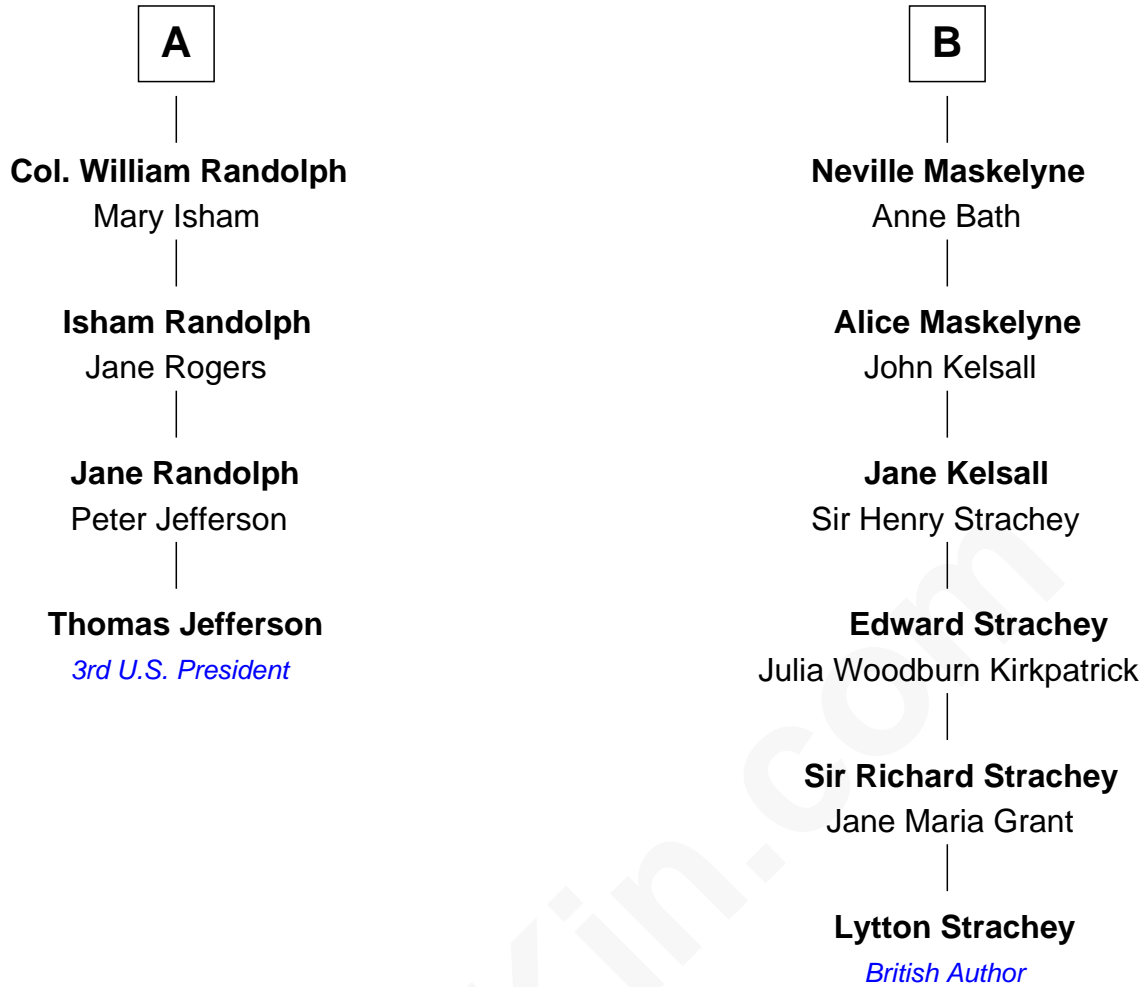 A
Col. William Randolph
Mary Isham
Isham Randolph
Jane Rogers
Jane Randolph
Peter Jefferson
Thomas Jefferson
3rd U.S. President
B
Neville Maskelyne
Anne Bath
Alice Maskelyne
John Kelsall
Jane Kelsall
Sir Henry Strachey
Edward Strachey
Julia Woodburn Kirkpatrick
Sir Richard Strachey
Jane Maria Grant
Lytton Strachey
British Author
Kin.com